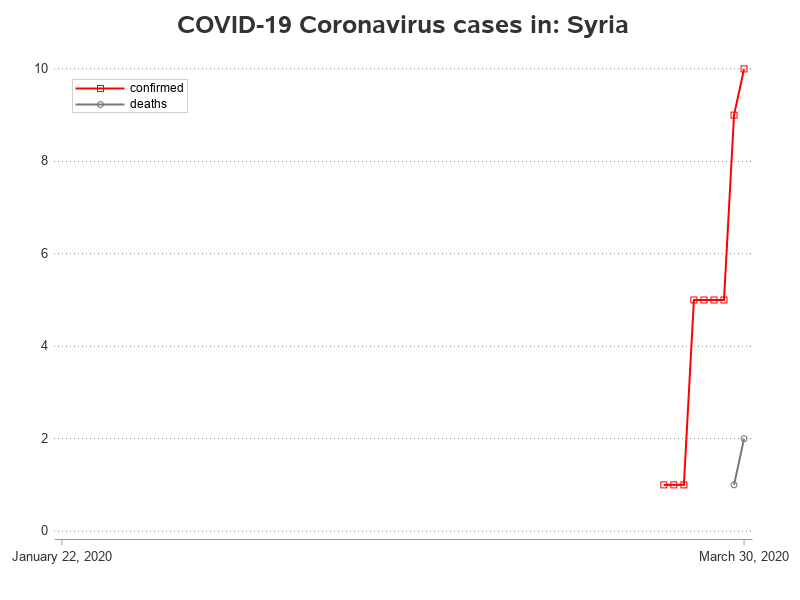 COVID-19 Coronavirus cases in: Syria
10
confirmed
deaths
8
6
4
2
0
January 22, 2020
March 30, 2020